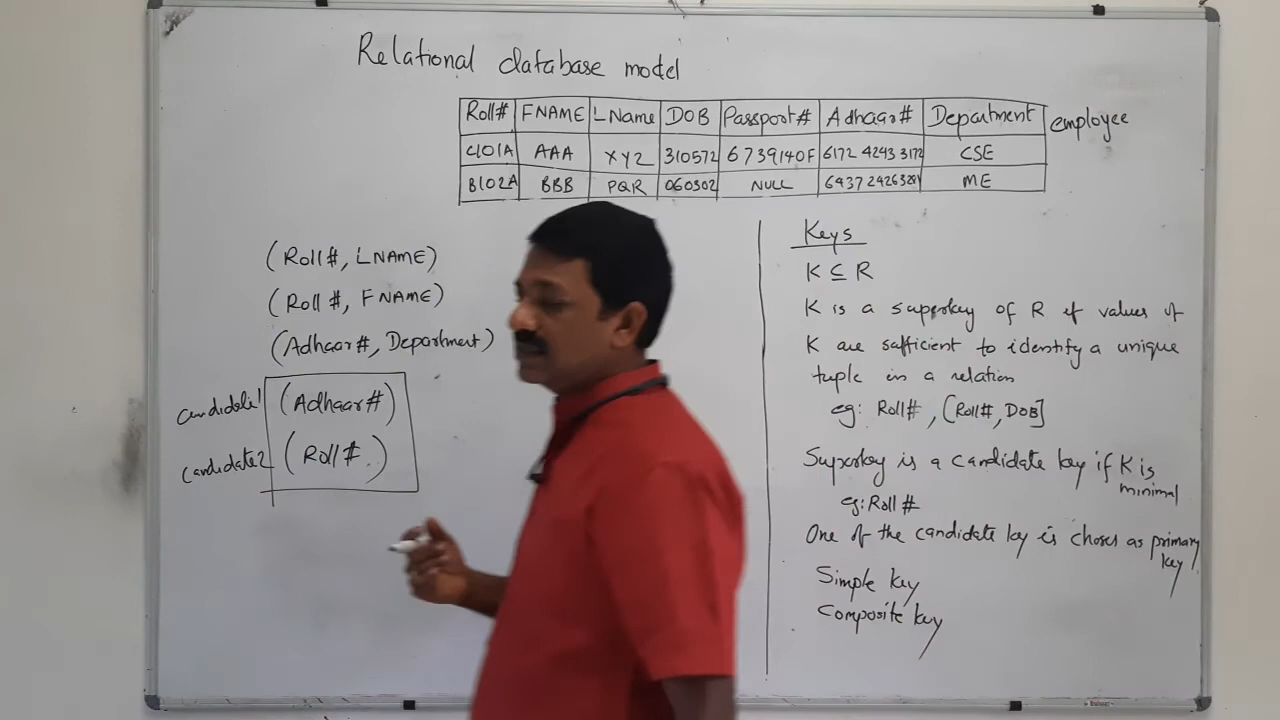 Relational database model
Roll# FNAME LName DOB Passport# Adhaar# Department employee
C101A AAA XYZ 310572 6739140F 6172 4243 3172 CSE
B102A BBB PQR 060302 NULL ME
(Roll#, LNAME)
(Roll#, FNAME)
(Adhaar#, Department)
candidate1 (Adhaar#)
candidate2 (Roll#)
Keys
K ⊆ R
K is a superkey of R if values of
K are sufficient to identify a unique
tuple in a relation
eg: Roll#, (Roll#, DOB]
Superkey is a candidate key if K is
minimal
eg: Roll#
One of the candidate key is chosen as primary
key
Simple key
Composite key